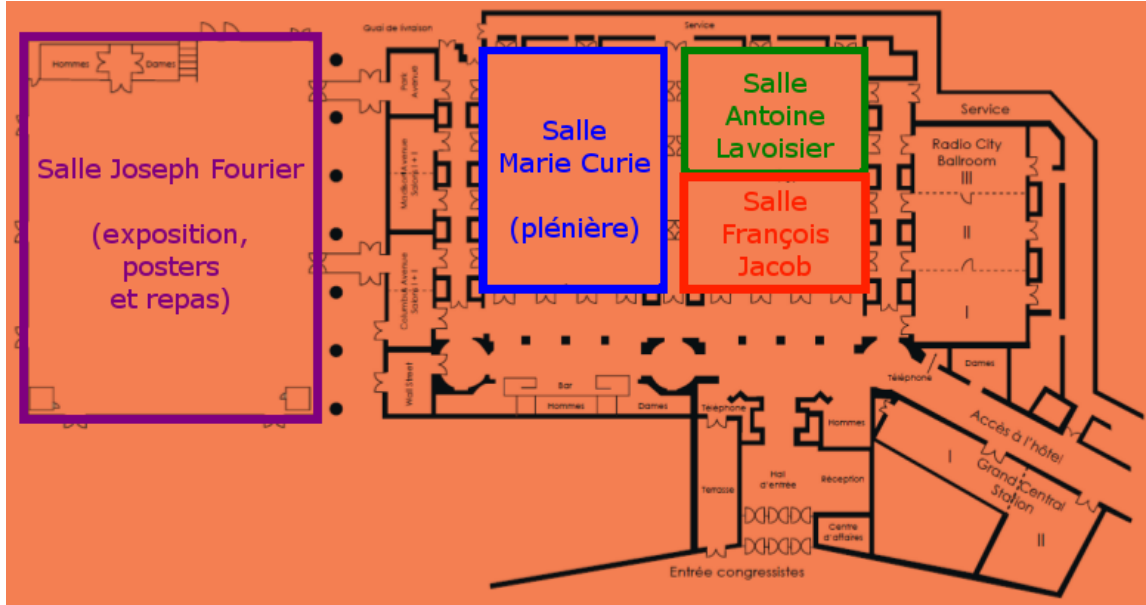 Quai de livraison
Service
Hommes
Dames
Park
Avenue
Salle
Antoine
Lavoisier
Service
Salle
Marie Curie
(plénière)
Radio City
Ballroom
III
Salle Joseph Fourier
(exposition,
posters
et repas)
Madison Avenue
Salons I + II
Salle
François
Jacob
II
Columbus Avenue
Salons I + II
I
Wall Street
Bar
Hommes
Dames
Téléphone
Téléphone
Dames
Hommes
Accès à l'hôtel
Terrasse
Hall
d'entrée
Réception
I
Grand Central
Station
II
Centre
d'affaires
Entrée congressistes